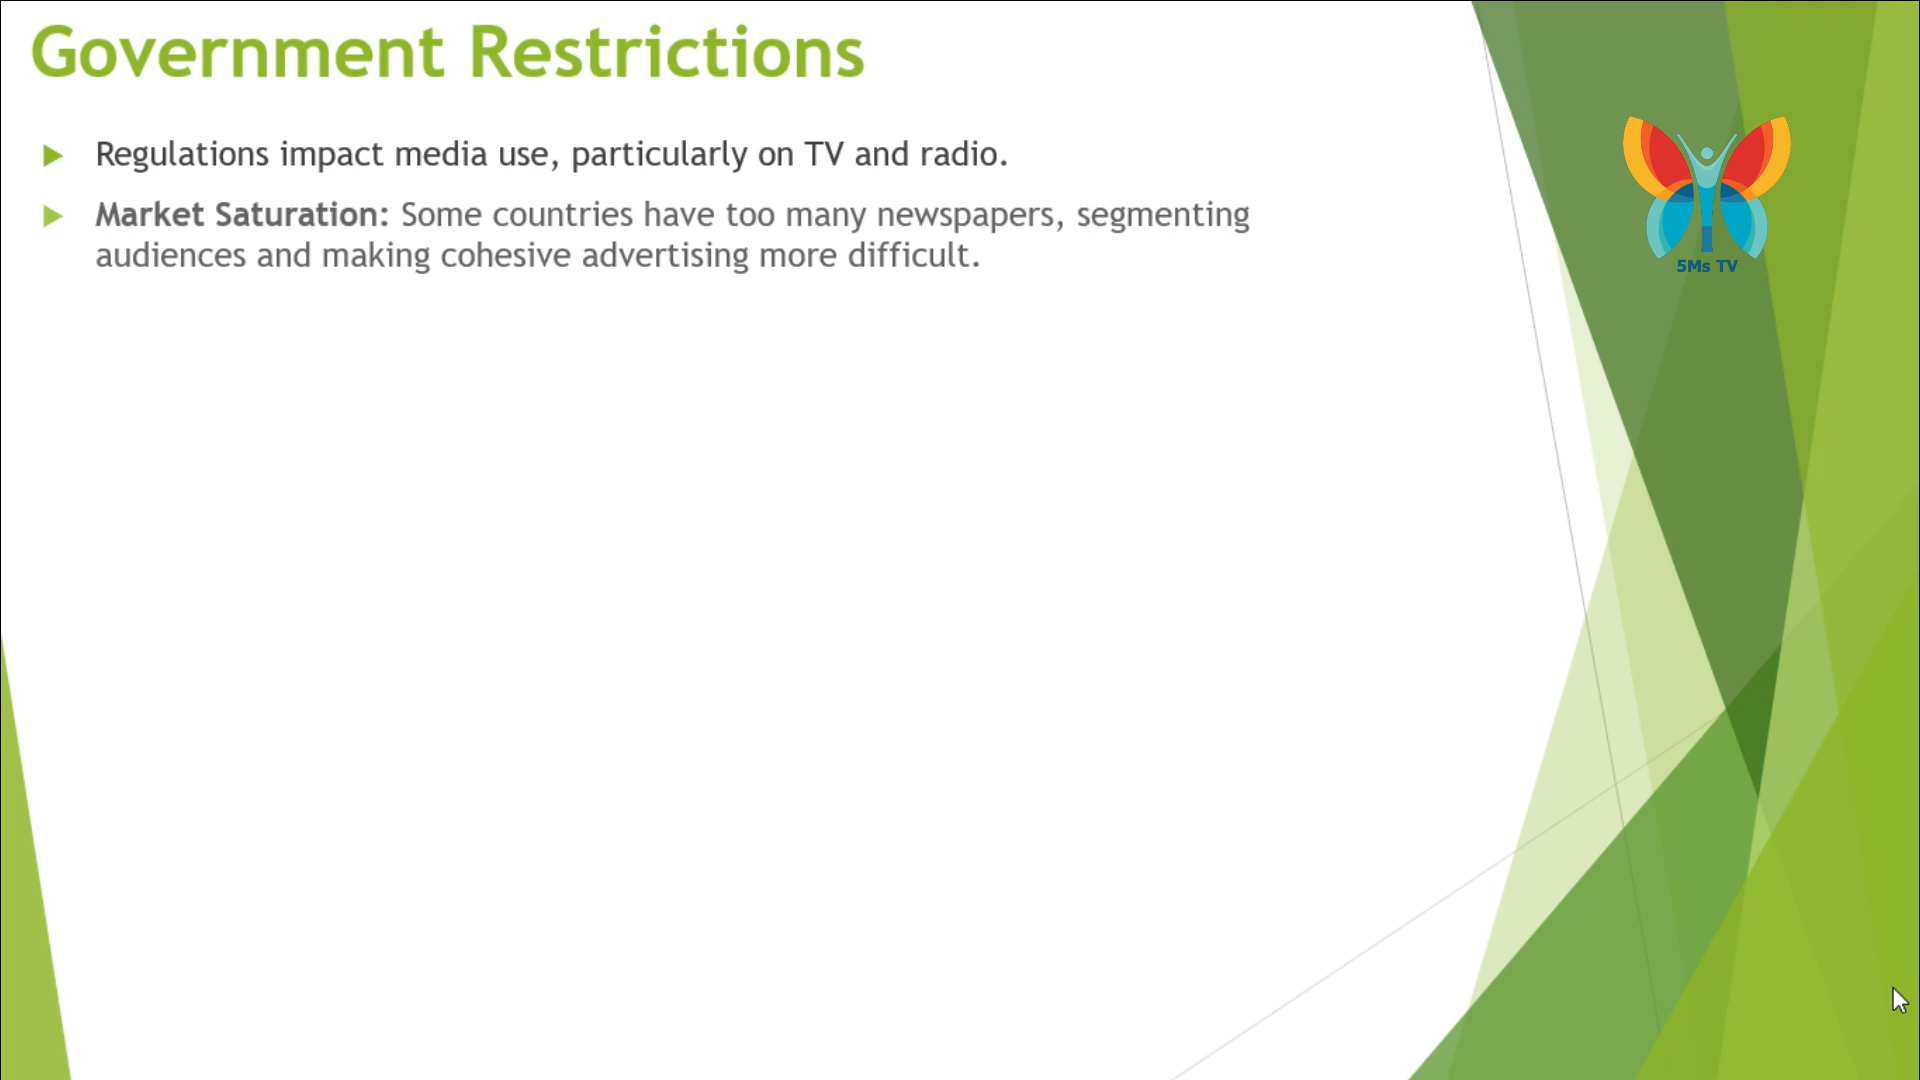 Government Restrictions
Regulations impact media use, particularly on TV and radio.
Market Saturation: Some countries have too many newspapers, segmenting
audiences and making cohesive advertising more difficult.
5Ms TV